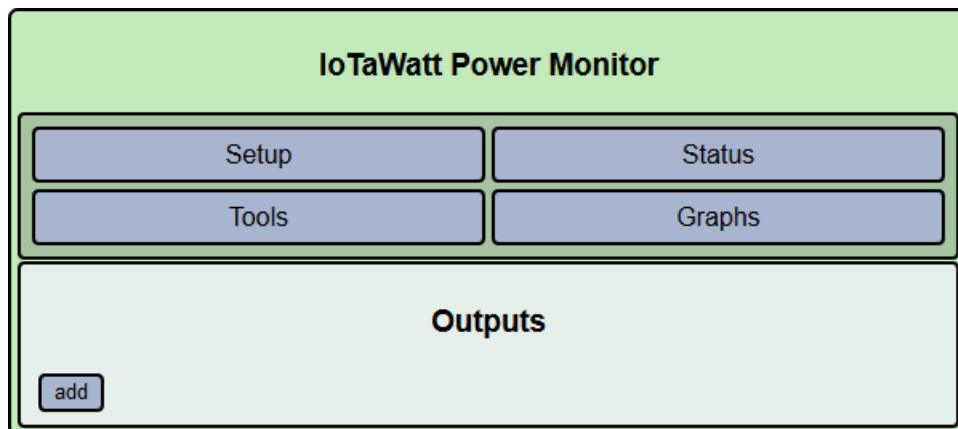 IoTaWatt Power Monitor
Setup
Status
Tools
Graphs
Outputs
add